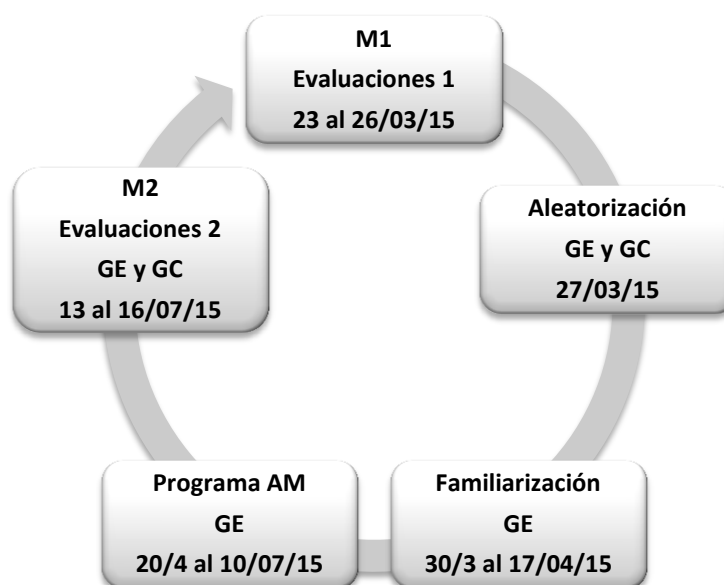 M1
Evaluaciones 1
23 al 26/03/15
Aleatorización
GE y GC
27/03/15
Familiarización
GE
30/3 al 17/04/15
Programa AM
GE
20/4 al 10/07/15
M2
Evaluaciones 2
GE y GC
13 al 16/07/15